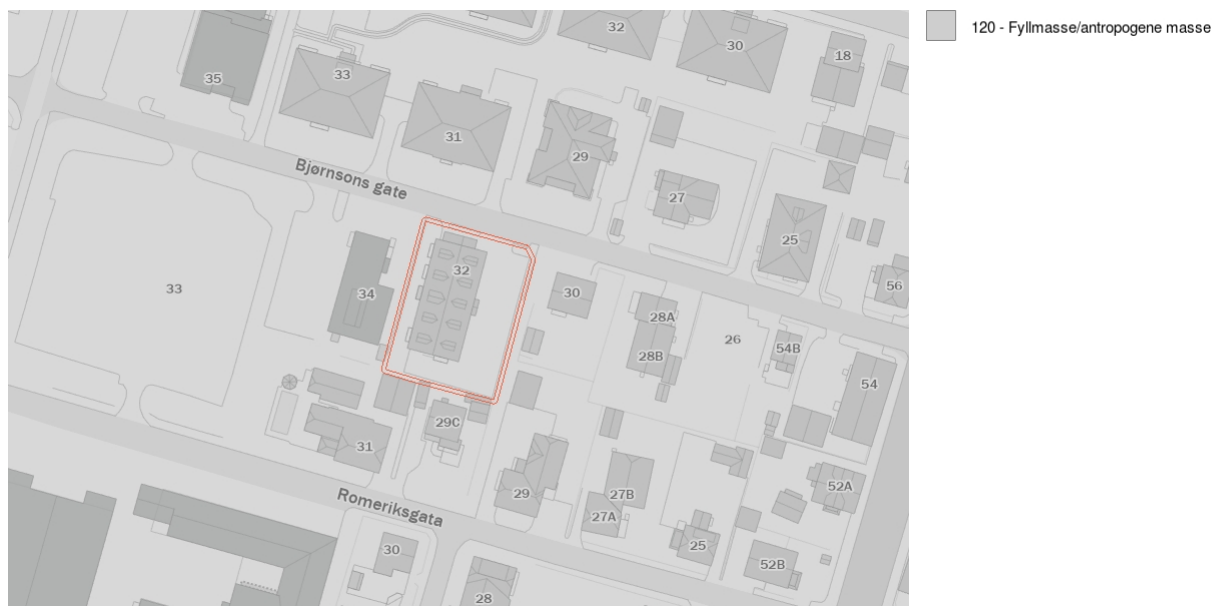 120 - Fyllmasse/antropogene masse
32
30
18
35
33
31
29
Bjørnsons gate
27
25
32
56
33
34
30
28A
26
54B
28B
54
29C
31
52A
29
27B
27A
Romeriksgata
25
30
52B
28